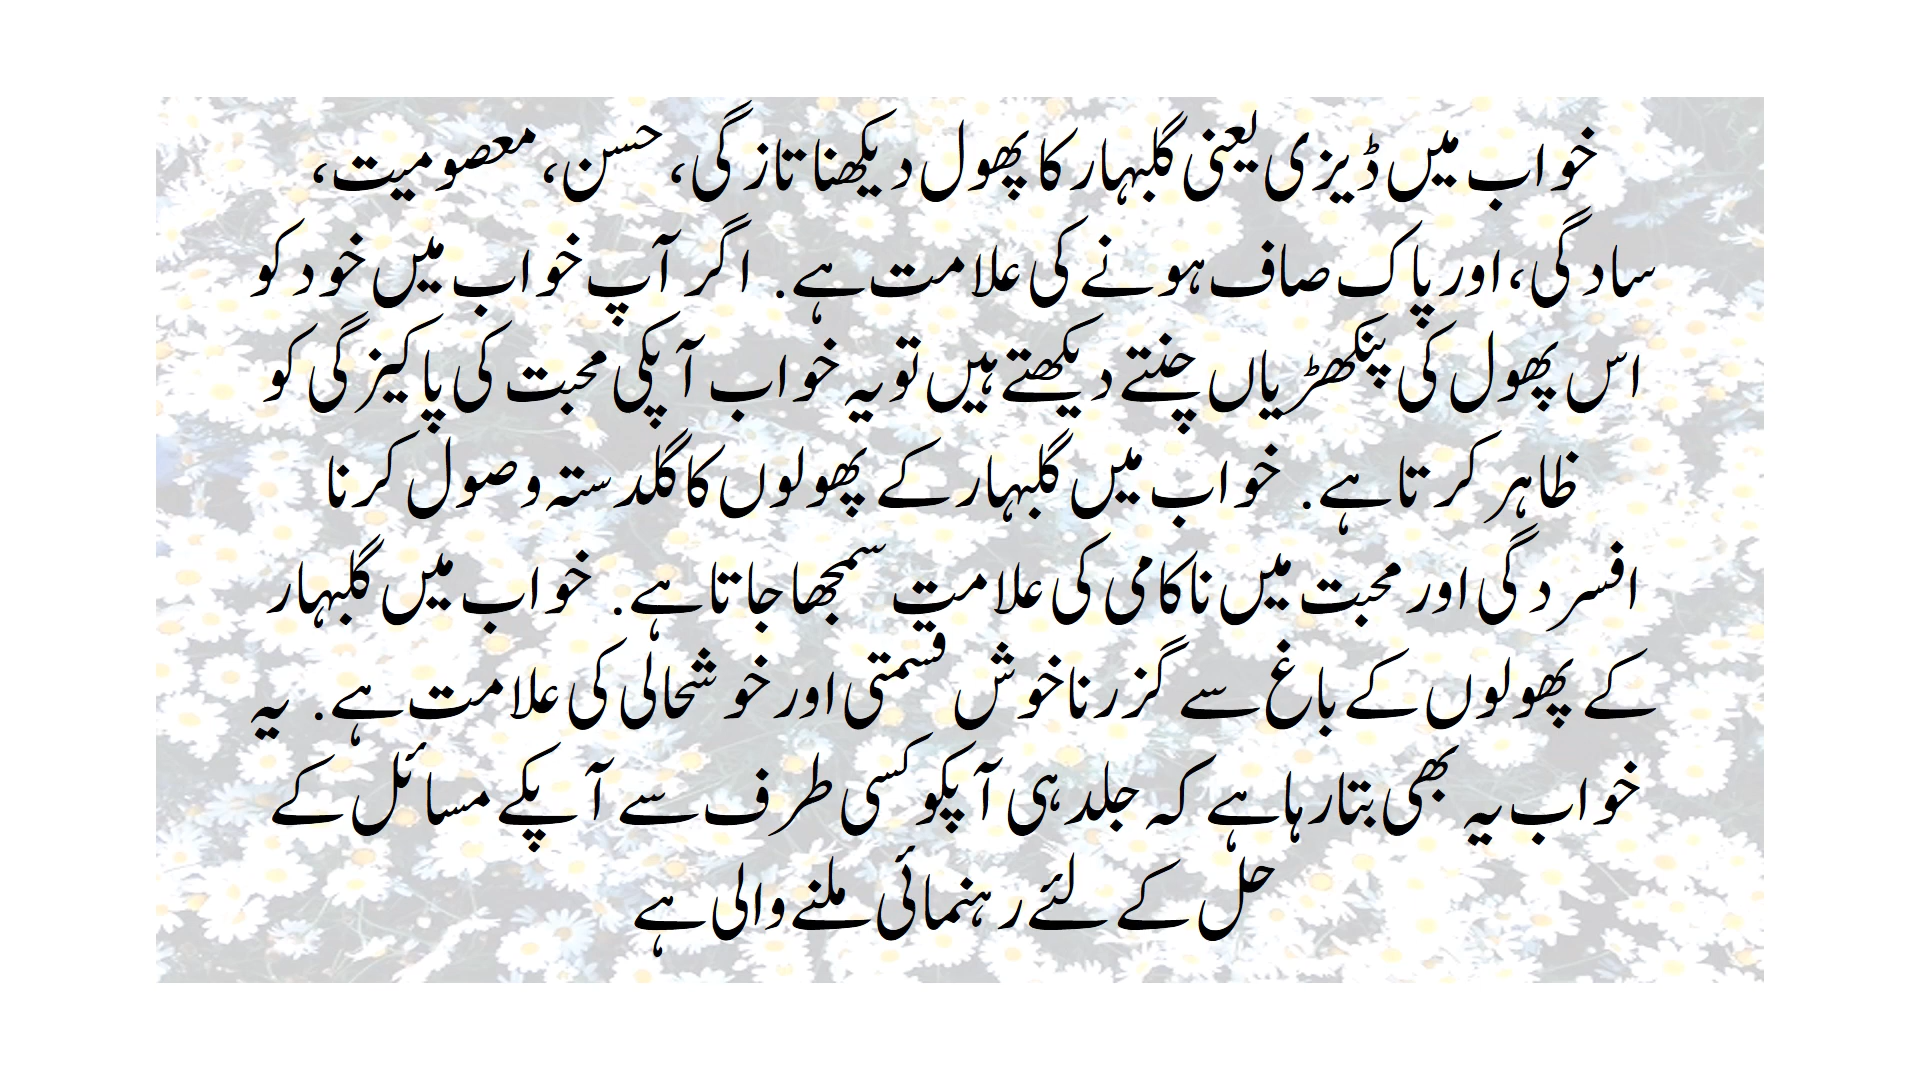 خواب میں ڈیزی یعنی گلبہار کا پھول دیکھنا تازگی، حسن، معصومیت،
سادگی، اور پاک صاف ہونے کی علامت ہے. اگر آپ خواب میں خود کو
اس پھول کی پنکھڑیاں چنتے دیکھتے ہیں تو یہ خواب آپکی محبت کی پاکیزگی کو
ظاہر کرتا ہے. خواب میں گلبہار کے پھولوں کا گلدستہ وصول کرنا
افسردگی اور محبت میں ناکامی کی علامت سمجھا جاتا ہے. خواب میں گلبہار
کے پھولوں کے باغ سے گزرنا خوش قسمتی اور خوشحالی کی علامت ہے. یہ
خواب یہ بھی بتا رہا ہے کہ جلد ہی آپکو کسی طرف سے آپکے مسائل کے
حل کے لئے رہنمائی ملنے والی ہے